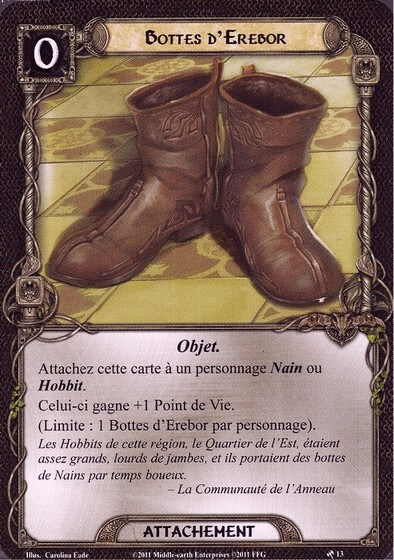 0
BOTTES D'EREBOR
Objet.
Attachez cette carte à un personnage Nain ou
Hobbit.
Celui-ci gagne +1 Point de Vie.
(Limite : 1 Bottes d'Erebor par personnage).
Les Hobbits de cette région, le Quartier de l'Est, étaient
assez grands, lourds de jambes, et ils portaient des bottes
de Nains par temps boueux.
~ La Communauté de l'Anneau
ATTACHEMENT
Illus. Carolina Eade ©2011 Middle-earth Enterprises ©2011 FFG 13